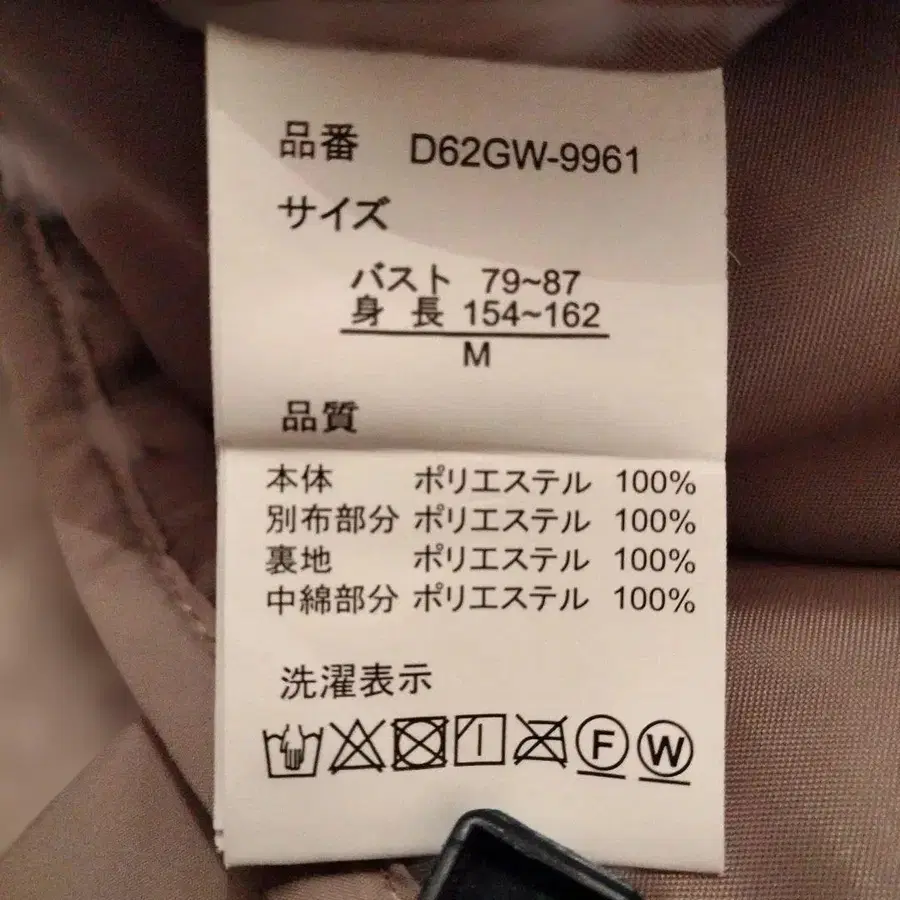 品番 D62GW-9961
サイズ
バスト 79~87
身 長 154~162
M
品質
本体 ポリエステル 100%
別布部分 ポリエステル 100%
裏地 ポリエステル 100%
中綿部分 ポリエステル 100%
洗濯表示
F W